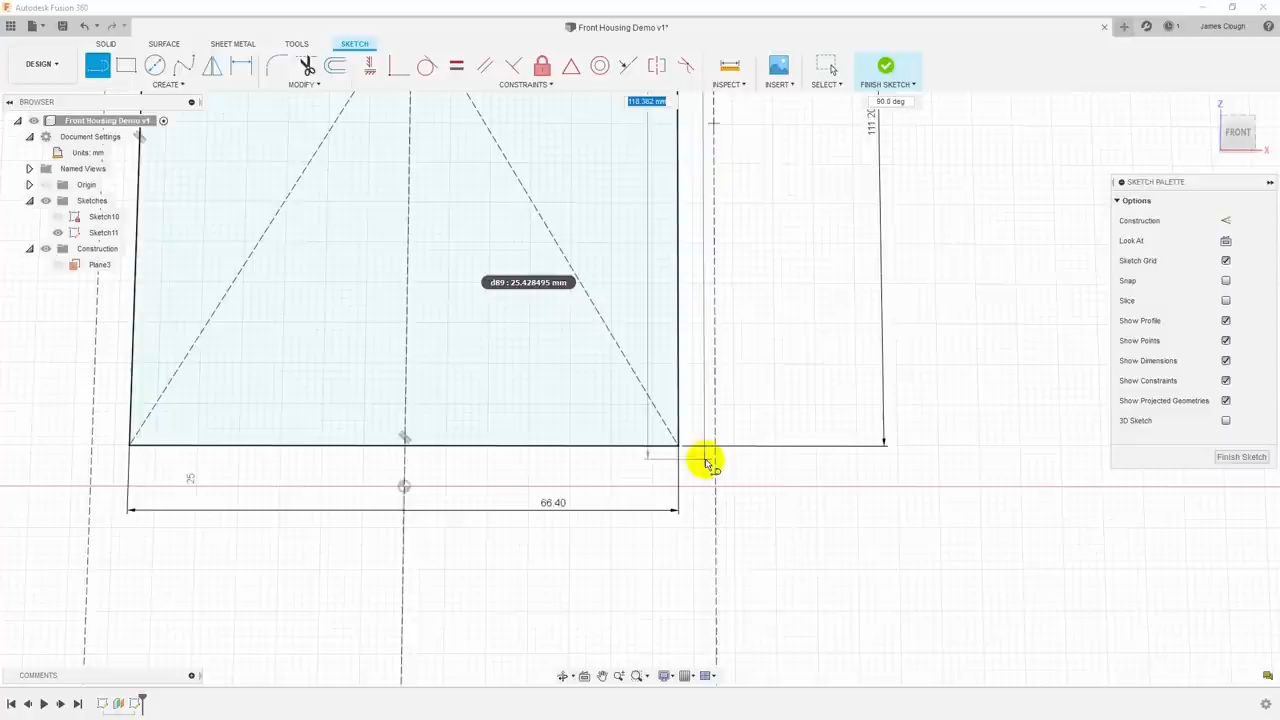 Autodesk Fusion 360
Front Housing Demo v1*
1
James Clough
SOLID
SURFACE
SHEET METAL
TOOLS
SKETCH
DESIGN
CREATE
MODIFY
CONSTRAINTS
INSPECT
INSERT
SELECT
FINISH SKETCH
BROWSER
118.382 mm
90.0 deg
Front Housing Demo v1
Document Settings
Units: mm
Named Views
Origin
Sketches
Sketch10
Sketch11
Construction
Plane3
111.20
Z
FRONT
X
SKETCH PALETTE
Options
Construction
Look At
Sketch Grid
Snap
Slice
Show Profile
Show Points
Show Dimensions
Show Constraints
Show Projected Geometries
3D Sketch
Finish Sketch
d89 : 25.428495 mm
25
66.40
COMMENTS